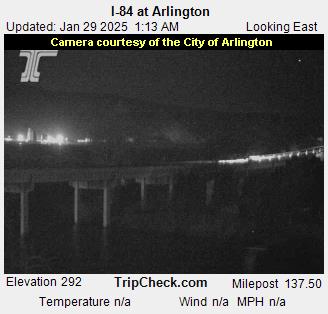 I-84 at Arlington
Updated: Jan 29 2025 1:13 AM Looking East
Camera courtesy of the City of Arlington
Elevation 292 TripCheck.com Milepost 137.50
Temperature n/a Wind n/a MPH n/a